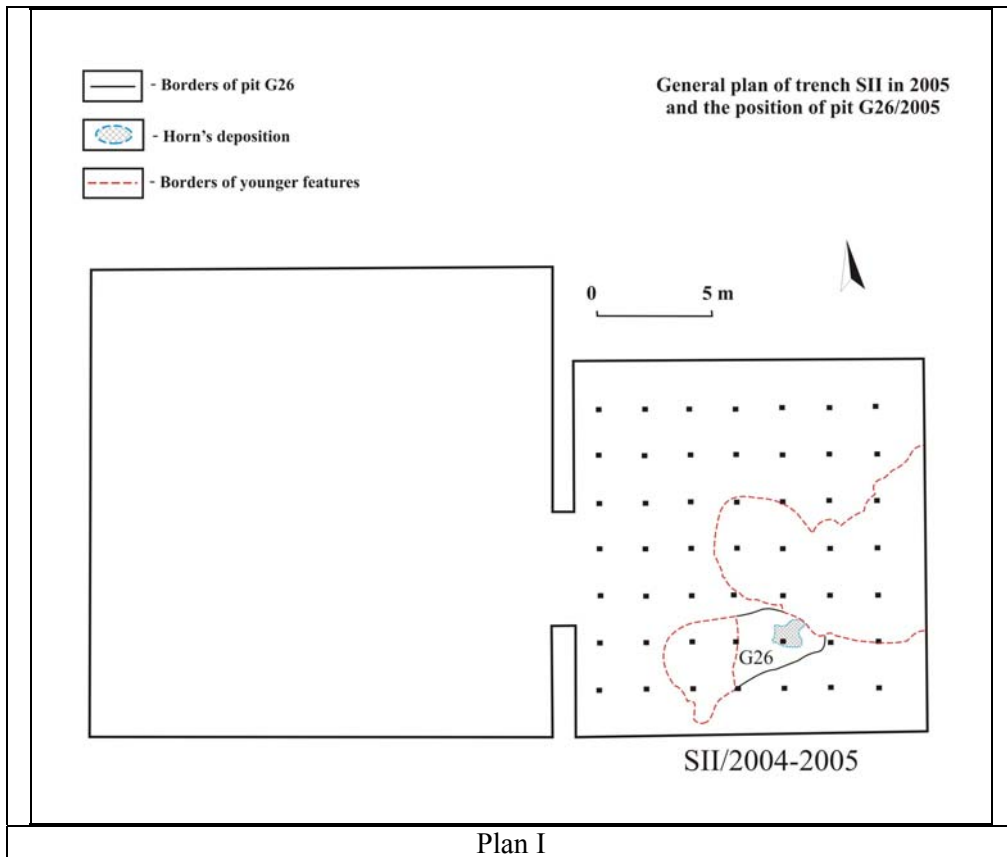 - Borders of pit G26
- Horn's deposition
- Borders of younger features
General plan of trench SII in 2005
and the position of pit G26/2005
0 5 m
G26
SII/2004-2005
Plan I